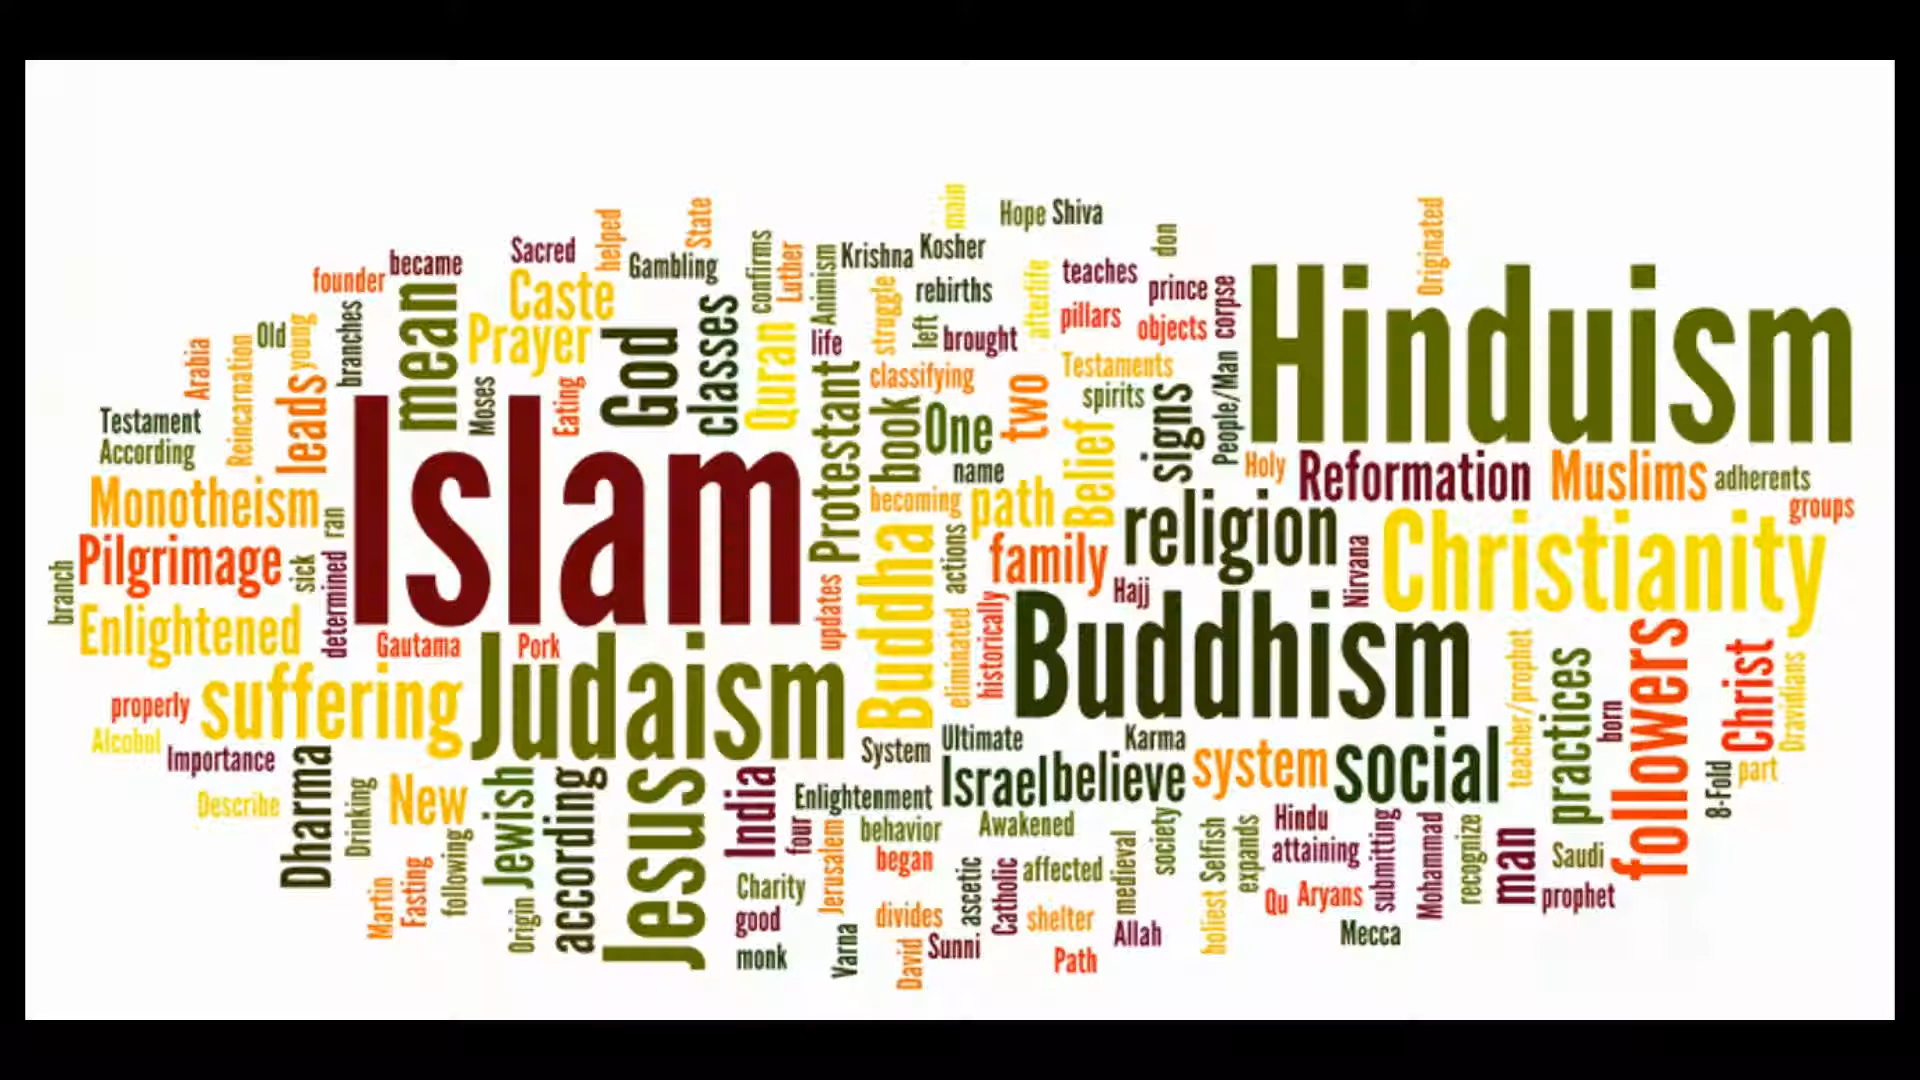 main
Hope Shiva
State
helped
Originated
don
Sacred
became
founder
Gambling
confirms
Luther
Animism
Krishna
Kosher
rebirths
afterlife
teaches
prince
corpse
Hinduism
Caste
Prayer
mean
God
classes
Quran
life
struggle
left
brought
pillars
objects
Old
young
branches
Arabia
Reincarnation
leads
Moses
Eating
Protestant
classifying
book
One
two
Testaments
spirits
signs
People/Man
Testament
According
Islam
name
Belief
Holy
Reformation
Muslims
adherents
groups
Monotheism
ran
becoming
path
religion
Christianity
Pilgrimage
sick
determined
branch
Buddha
actions
family
Hajj
Nirvana
Enlightened
Gautama
Pork
updates
eliminated
historically
Buddhism
teacher/prophet
practices
followers
Christ
Dravidians
properly
suffering
Judaism
born
Alcohol
Importance
System
Ultimate
Karma
system
social
8-Fold
part
Describe
Dharma
Drinking
New
Jewish
according
Jesus
India
Enlightenment
Israel
believe
four
Jerusalem
behavior
Awakened
society
Selfish
expands
Hindu
attaining
submitting
Mohammad
recognize
man
Saudi
prophet
Martin
Fasting
following
Origin
Charity
good
monk
Varna
began
divides
David
Sunni
ascetic
Catholic
affected
shelter
Path
medieval
Allah
holiest
Qu
Aryans
Mecca